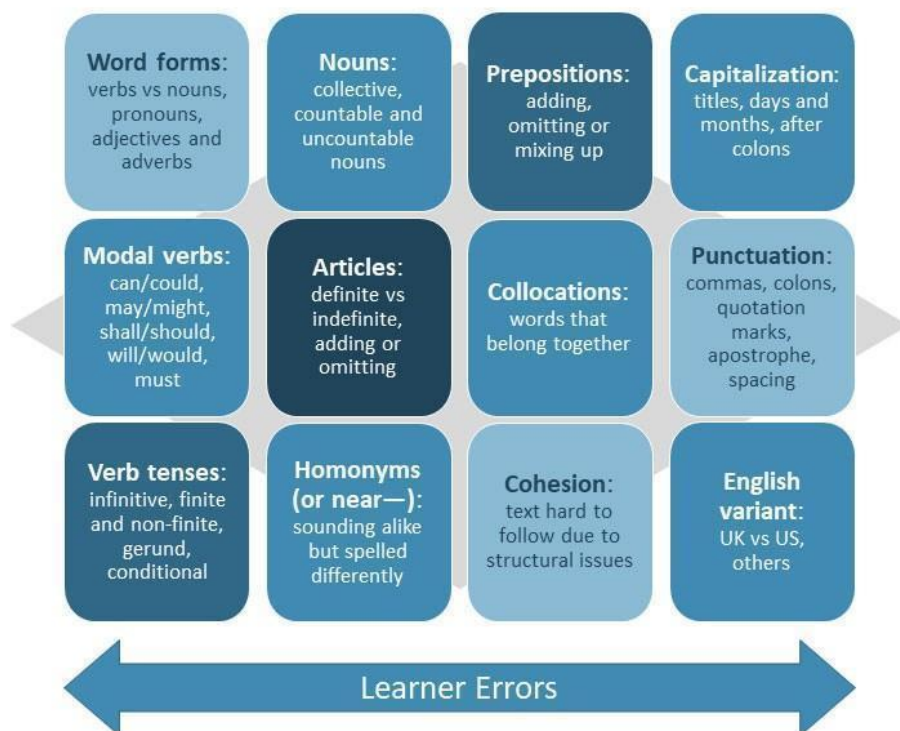 Word forms:
verbs vs nouns,
pronouns,
adjectives and
adverbs
Nouns:
collective,
countable and
uncountable
nouns
Prepositions:
adding,
omitting or
mixing up
Capitalization:
titles, days and
months, after
colons
Modal verbs:
can/could,
may/might,
shall/should,
will/would,
must
Articles:
definite vs
indefinite,
adding or
omitting
Collocations:
words that
belong together
Punctuation:
commas, colons,
quotation
marks,
apostrophe,
spacing
Verb tenses:
infinitive, finite
and non-finite,
gerund,
conditional
Homonyms
(or near—):
sounding alike
but spelled
differently
Cohesion:
text hard to
follow due to
structural issues
English
variant:
UK vs US,
others
Learner Errors